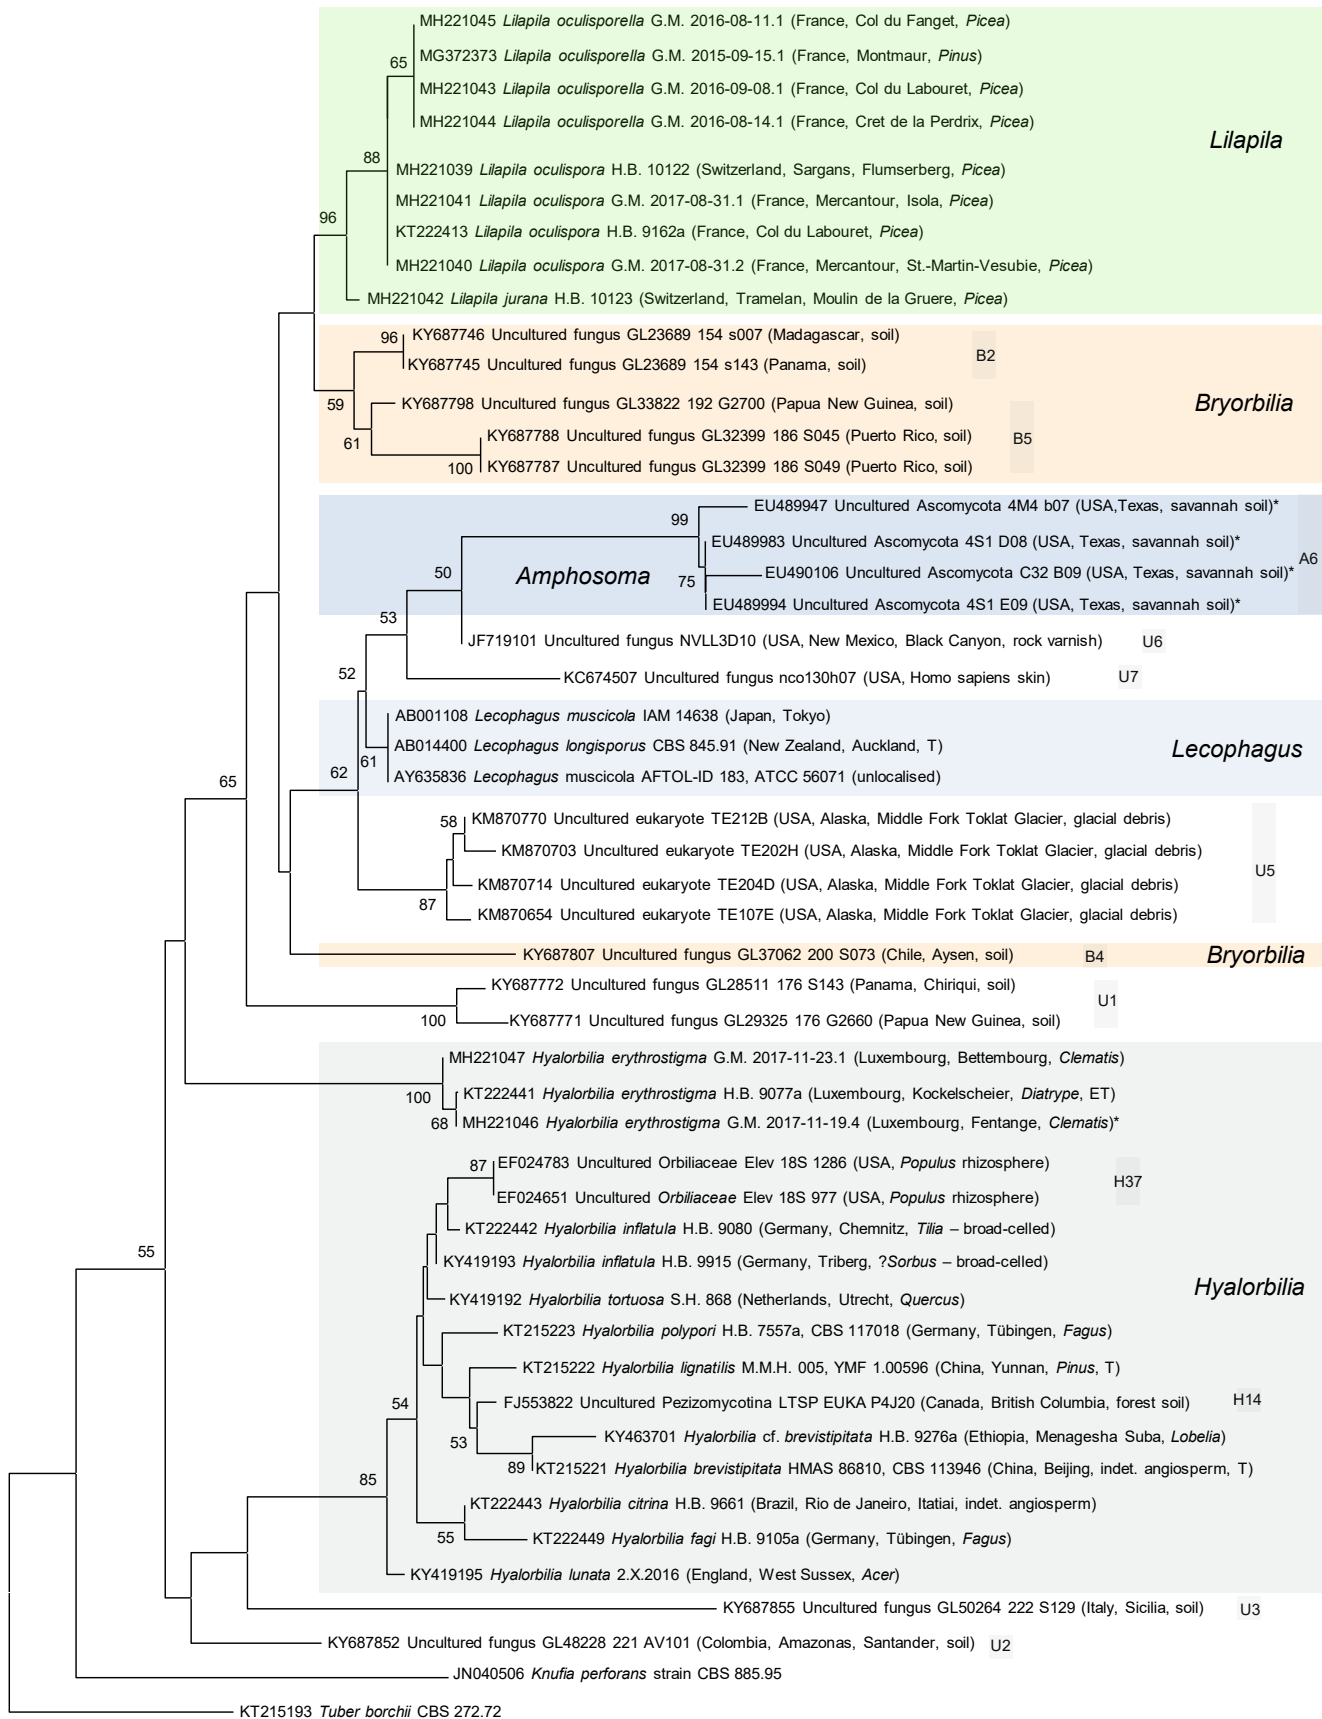 MH221045 Lilapila oculisporella G.M. 2016-08-11.1 (France, Col du Fanget, Picea)
MG372373 Lilapila oculisporella G.M. 2015-09-15.1 (France, Montmaur, Pinus)
65
MH221043 Lilapila oculisporella G.M. 2016-09-08.1 (France, Col du Labouret, Picea)
MH221044 Lilapila oculisporella G.M. 2016-08-14.1 (France, Cret de la Perdrix, Picea)
Lilapila
88
MH221039 Lilapila oculispora H.B. 10122 (Switzerland, Sargans, Flumserberg, Picea)
MH221041 Lilapila oculispora G.M. 2017-08-31.1 (France, Mercantour, Isola, Picea)
96
KT222413 Lilapila oculispora H.B. 9162a (France, Col du Labouret, Picea)
MH221040 Lilapila oculispora G.M. 2017-08-31.2 (France, Mercantour, St.-Martin-Vesubie, Picea)
MH221042 Lilapila jurana H.B. 10123 (Switzerland, Tramelan, Moulin de la Gruere, Picea)
96
KY687746 Uncultured fungus GL23689 154 s007 (Madagascar, soil)
B2
KY687745 Uncultured fungus GL23689 154 s143 (Panama, soil)
59
KY687798 Uncultured fungus GL33822 192 G2700 (Papua New Guinea, soil)
Bryorbilia
61
KY687788 Uncultured fungus GL32399 186 S045 (Puerto Rico, soil)
B5
100
KY687787 Uncultured fungus GL32399 186 S049 (Puerto Rico, soil)
EU489947 Uncultured Ascomycota 4M4 b07 (USA,Texas, savannah soil)*
99
EU489983 Uncultured Ascomycota 4S1 D08 (USA, Texas, savannah soil)*
A6
50
Amphosoma
75
EU490106 Uncultured Ascomycota C32 B09 (USA, Texas, savannah soil)*
EU489994 Uncultured Ascomycota 4S1 E09 (USA, Texas, savannah soil)*
53
JF719101 Uncultured fungus NVLL3D10 (USA, New Mexico, Black Canyon, rock varnish)
U6
52
KC674507 Uncultured fungus nco130h07 (USA, Homo sapiens skin)
U7
AB001108 Lecophagus muscicola IAM 14638 (Japan, Tokyo)
AB014400 Lecophagus longisporus CBS 845.91 (New Zealand, Auckland, T)
Lecophagus
61
62
AY635836 Lecophagus muscicola AFTOL-ID 183, ATCC 56071 (unlocalised)
65
58
KM870770 Uncultured eukaryote TE212B (USA, Alaska, Middle Fork Toklat Glacier, glacial debris)
KM870703 Uncultured eukaryote TE202H (USA, Alaska, Middle Fork Toklat Glacier, glacial debris)
U5
KM870714 Uncultured eukaryote TE204D (USA, Alaska, Middle Fork Toklat Glacier, glacial debris)
87
KM870654 Uncultured eukaryote TE107E (USA, Alaska, Middle Fork Toklat Glacier, glacial debris)
KY687807 Uncultured fungus GL37062 200 S073 (Chile, Aysen, soil)
B4
Bryorbilia
KY687772 Uncultured fungus GL28511 176 S143 (Panama, Chiriqui, soil)
U1
100
KY687771 Uncultured fungus GL29325 176 G2660 (Papua New Guinea, soil)
MH221047 Hyalorbilia erythrostigma G.M. 2017-11-23.1 (Luxembourg, Bettembourg, Clematis)
100
KT222441 Hyalorbilia erythrostigma H.B. 9077a (Luxembourg, Kockelscheier, Diatrype, ET)
68
MH221046 Hyalorbilia erythrostigma G.M. 2017-11-19.4 (Luxembourg, Fentange, Clematis)*
87
EF024783 Uncultured Orbiliaceae Elev 18S 1286 (USA, Populus rhizosphere)
H37
EF024651 Uncultured Orbiliaceae Elev 18S 977 (USA, Populus rhizosphere)
KT222442 Hyalorbilia inflatula H.B. 9080 (Germany, Chemnitz, Tilia – broad-celled)
55
KY419193 Hyalorbilia inflatula H.B. 9915 (Germany, Triberg, ?Sorbus – broad-celled)
Hyalorbilia
KY419192 Hyalorbilia tortuosa S.H. 868 (Netherlands, Utrecht, Quercus)
KT215223 Hyalorbilia polypori H.B. 7557a, CBS 117018 (Germany, Tübingen, Fagus)
KT215222 Hyalorbilia lignatilis M.M.H. 005, YMF 1.00596 (China, Yunnan, Pinus, T)
54
FJ553822 Uncultured Pezizomycotina LTSP EUKA P4J20 (Canada, British Columbia, forest soil)
H14
53
KY463701 Hyalorbilia cf. brevistipitata H.B. 9276a (Ethiopia, Menagesha Suba, Lobelia)
89
KT215221 Hyalorbilia brevistipitata HMAS 86810, CBS 113946 (China, Beijing, indet. angiosperm, T)
85
KT222443 Hyalorbilia citrina H.B. 9661 (Brazil, Rio de Janeiro, Itatiai, indet. angiosperm)
55
KT222449 Hyalorbilia fagi H.B. 9105a (Germany, Tübingen, Fagus)
KY419195 Hyalorbilia lunata 2.X.2016 (England, West Sussex, Acer)
KY687855 Uncultured fungus GL50264 222 S129 (Italy, Sicilia, soil)
U3
KY687852 Uncultured fungus GL48228 221 AV101 (Colombia, Amazonas, Santander, soil)
U2
JN040506 Knufia perforans strain CBS 885.95
KT215193 Tuber borchii CBS 272.72